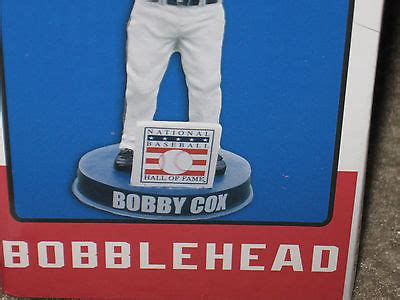 NATIONAL
BASEBALL
HALL OF FAME
BOBBY COX
BOBBLEHEAD